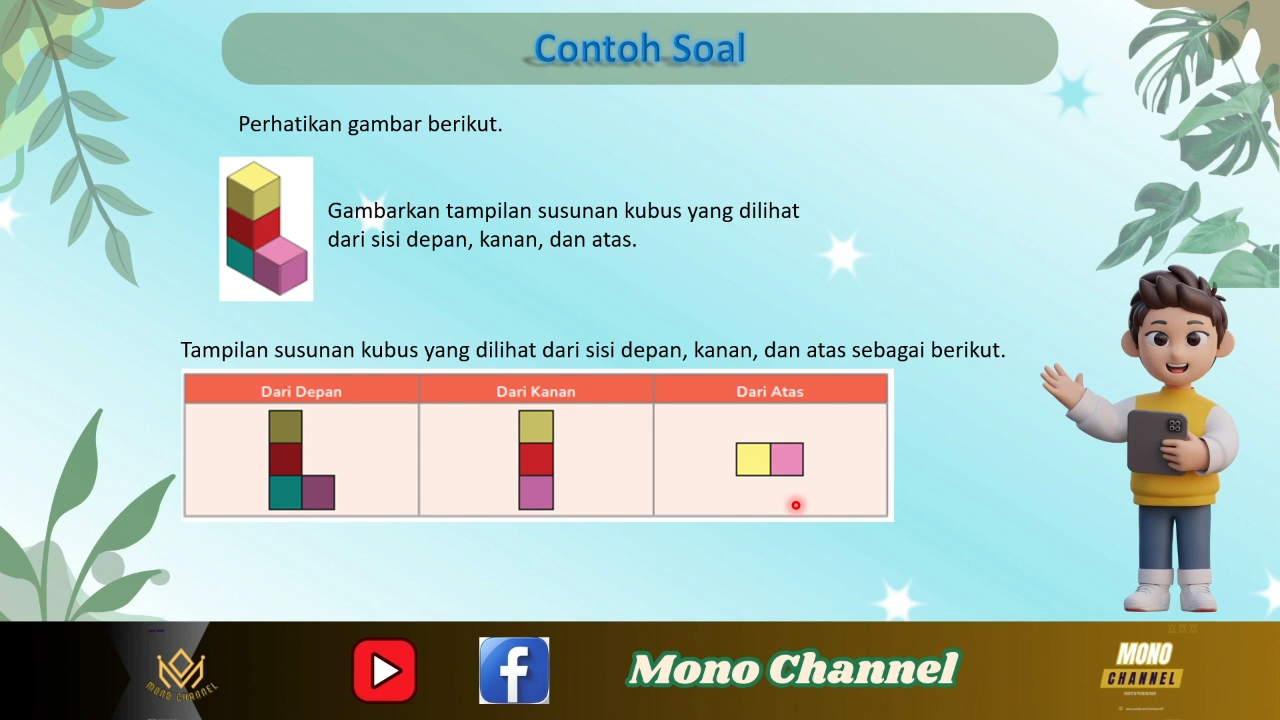 Contoh Soal
Perhatikan gambar berikut.
Gambarkan tampilan susunan kubus yang dilihat
dari sisi depan, kanan, dan atas.
Tampilan susunan kubus yang dilihat dari sisi depan, kanan, dan atas sebagai berikut.
Dari Depan
Dari Kanan
Dari Atas
MONO CHANNEL
Mono Channel
MONO
CHANNEL